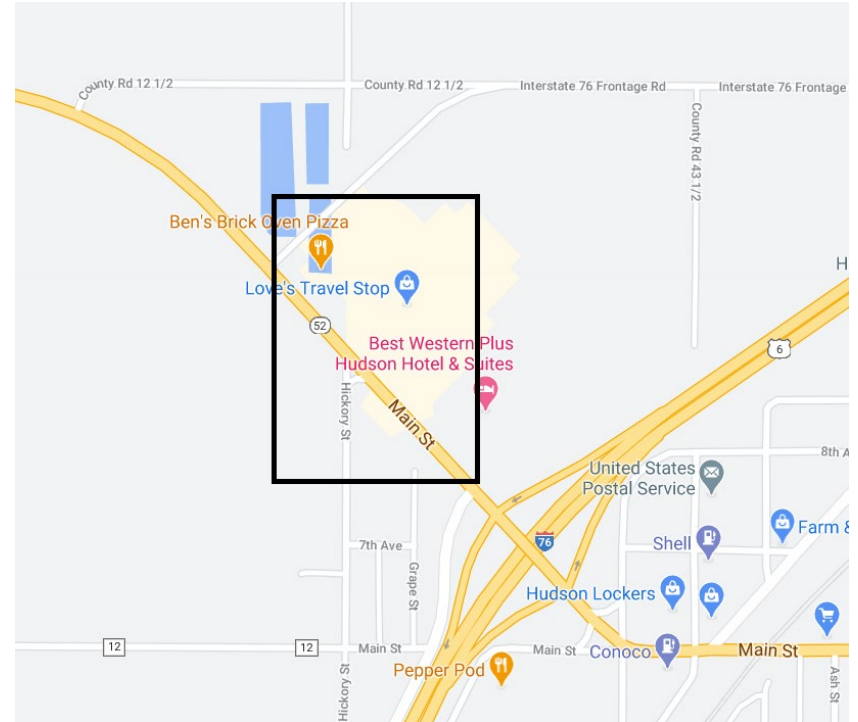 County Rd 12 1/2
County Rd 12 1/2
Interstate 76 Frontage Rd
Interstate 76 Frontage
County Rd 43 1/2
Ben's Brick Oven Pizza
H
Love's Travel Stop
52
Best Western Plus
Hudson Hotel & Suites
6
Hickory St
Main St
8th A
United States
Postal Service
76
Shell
Farm &
7th Ave
Grape St
Hudson Lockers
12
12
Main St
Main St
Conoco
Main St
Pepper Pod
Hickory St
Ash St